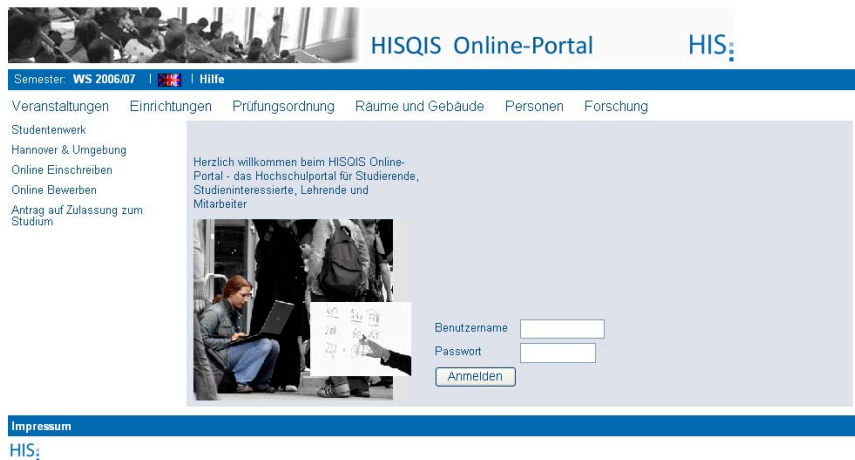 HISQIS Online-Portal
HIS:
Semester: WS 2006/07 | | Hilfe
Veranstaltungen Einrichtungen Prüfungsordnung Räume und Gebäude Personen Forschung
Studentenwerk
Hannover & Umgebung
Online Einschreiben
Online Bewerben
Antrag auf Zulassung zum
Studium
Herzlich willkommen beim HISQIS Online-
Portal - das Hochschulportal für Studierende,
Studieninteressierte, Lehrende und
Mitarbeiter
Benutzername
Passwort
Anmelden
Impressum
HIS: